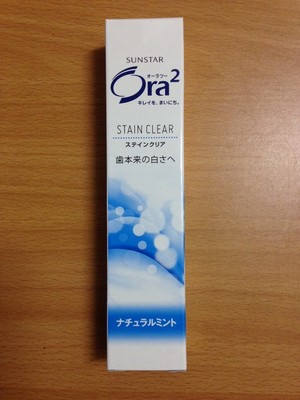 SUNSTAR
オーラツー
Ora²
キレイを、まいにち。
STAIN CLEAR
ステインクリア
歯本来の白さへ
ナチュラルミント